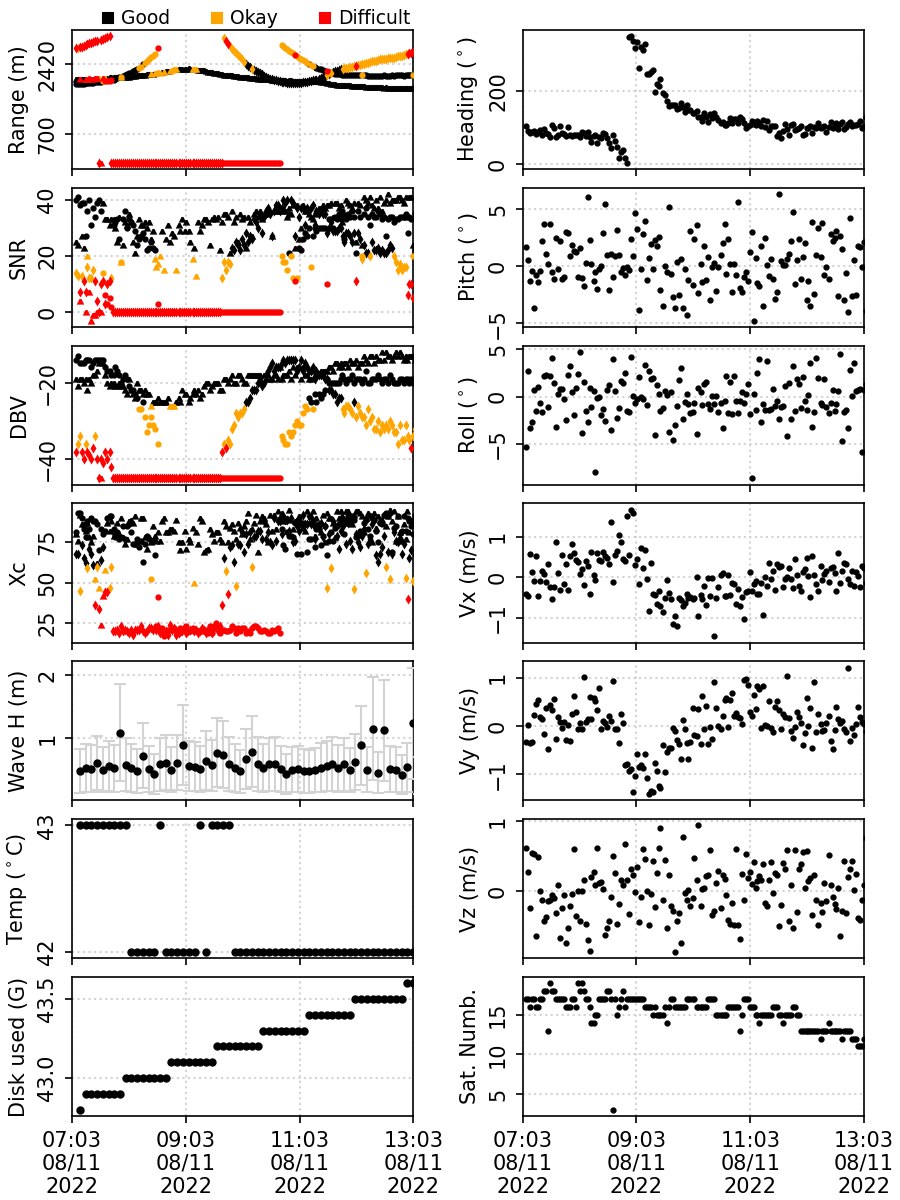 Good Okay Difficult
Range (m)
2420
700
SNR
40
20
0
DBV
−20
−40
Xc
75
50
25
Wave H (m)
2
1
Temp (°C)
43
42
Disk used (G)
43.5
43.0
07:03 08/11 2022
09:03 08/11 2022
11:03 08/11 2022
13:03 08/11 2022
Heading (°)
200
0
Pitch (°)
5
0
−5
Roll (°)
5
0
−5
Vx (m/s)
1
0
−1
Vy (m/s)
1
0
−1
Vz (m/s)
1
0
Sat. Numb.
15
10
5
07:03 08/11 2022
09:03 08/11 2022
11:03 08/11 2022
13:03 08/11 2022